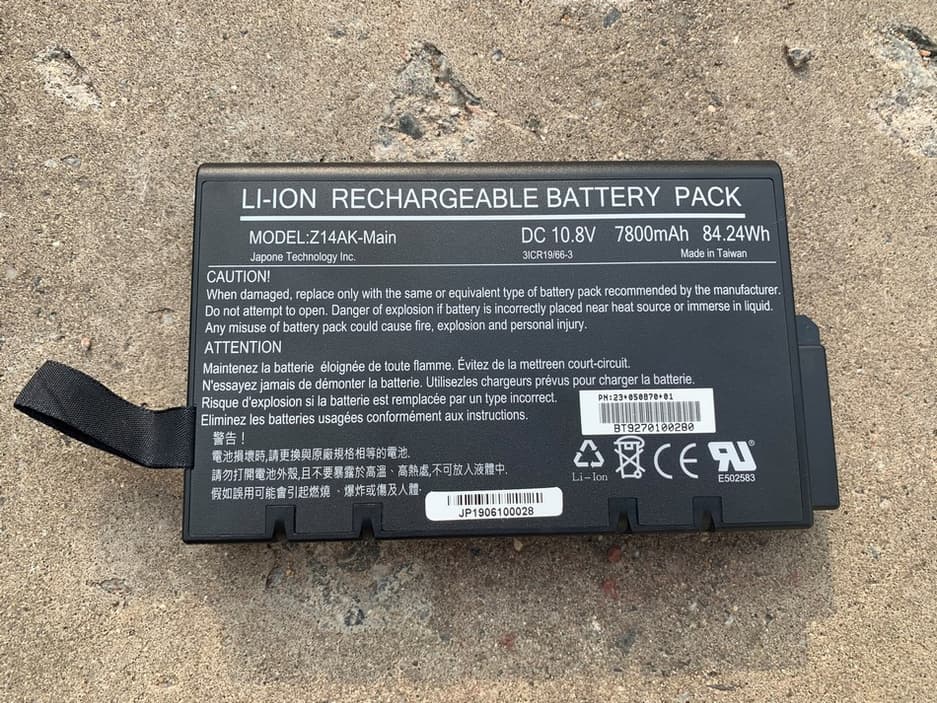 LI-ION RECHARGEABLE BATTERY PACK
MODEL:Z14AK-Main DC 10.8V 7800mAh 84.24Wh
Japone Technology Inc. 3ICR19/66-3 Made in Taiwan
CAUTION!
When damaged, replace only with the same or equivalent type of battery pack recommended by the manufacturer.
Do not attempt to open. Danger of explosion if battery is incorrectly placed near heat source or immerse in liquid.
Any misuse of battery pack could cause fire, explosion and personal injury.
ATTENTION
Maintenez la batterie éloignée de toute flamme. Évitez de la mettreen court-circuit.
N'essayez jamais de démonter la batterie. Utilisezles chargeurs prévus pour charger la batterie.
Risque d'explosion si la batterie est remplacée par un type incorrect.
Eliminez les batteries usagées conformément aux instructions.
警告！
電池損壞時,請更換與原廠規格相等的電池.
請勿打開電池外殼,且不要暴露於高溫、高熱處,不可放入液體中.
假如誤用可能會引起燃燒、爆炸或傷及人體.
PN:23+050B70+01
BT9270100280
Li-Ion CE RU®
E502583
JP1906100028